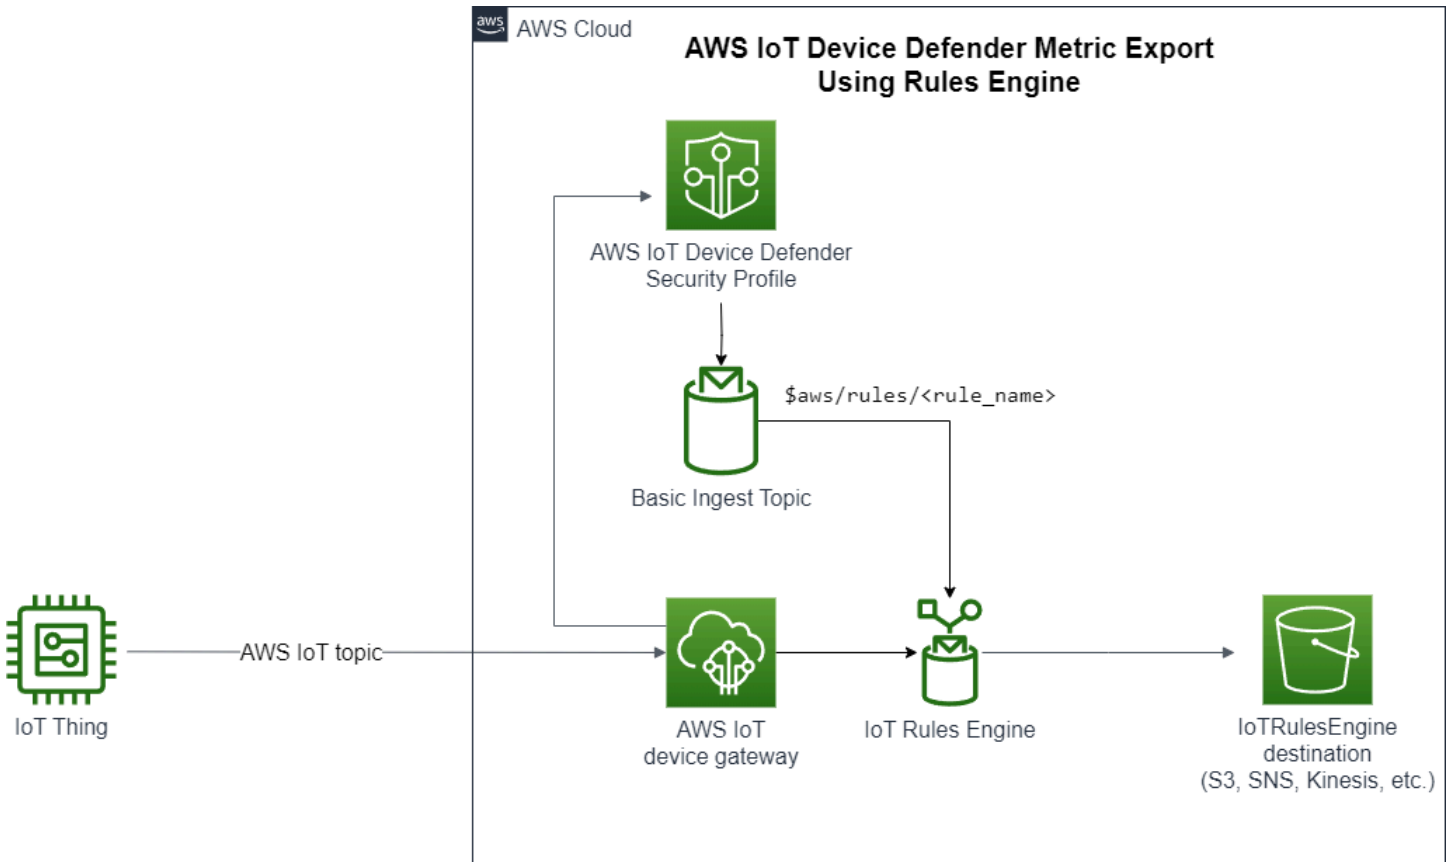 aws
AWS Cloud
AWS IoT Device Defender Metric Export
Using Rules Engine
AWS IoT Device Defender
Security Profile
$aws/rules/<rule_name>
Basic Ingest Topic
AWS IoT topic
IoT Thing
AWS IoT
device gateway
IoT Rules Engine
IoTRulesEngine
destination
(S3, SNS, Kinesis, etc.)